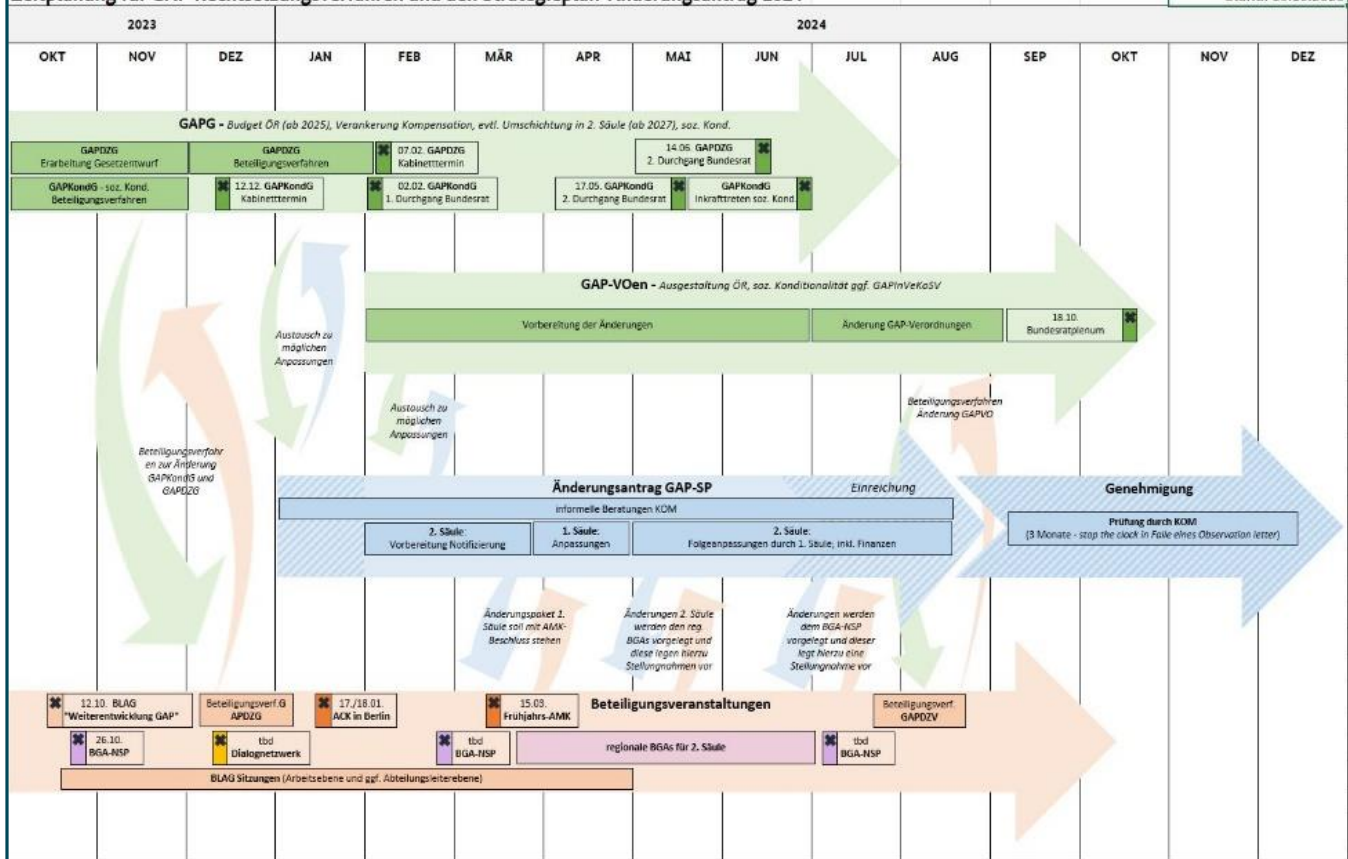 2023
2024
OKT
NOV
DEZ
JAN
FEB
MÄR
APR
MAI
JUN
JUL
AUG
SEP
OKT
NOV
DEZ
GAPG - Budget ÖR (ab 2025), Verankerung Kompensation, evtl. Umschichtung in 2. Säule (ab 2027), soz. Kond.
GAPDZG
Erarbeitung Gesetzentwurf
GAPDZG
Beteiligungsverfahren
07.02. GAPDZG
Kabinetttermin
14.06. GAPDZG
2. Durchgang Bundesrat
GAPKondG - soz. Kond.
Beteiligungsverfahren
12.12. GAPKondG
Kabinetttermin
02.02. GAPKondG
1. Durchgang Bundesrat
17.05. GAPKondG
2. Durchgang Bundesrat
GAPKondG
Inkrafttreten soz. Kond.
GAP-VOen - Ausgestaltung ÖR, soz. Konditionalität ggf. GAPInVeKoSV
Vorbereitung der Änderungen
Änderung GAP-Verordnungen
18.10.
Bundesratplenum
Austausch zu
möglichen
Anpassungen
Austausch zu
möglichen
Anpassungen
Beteiligungsverfahren
Änderung GAPVO
Beteiligungsverfahr
en zur Änderung
GAPKondG und
GAPDZG
Änderungsantrag GAP-SP
Einreichung
Genehmigung
informelle Beratungen KOM
2. Säule:
Vorbereitung Notifizierung
1. Säule:
Anpassungen
2. Säule:
Folgeanpassungen durch 1. Säule, inkl. Finanzen
Prüfung durch KOM
(3 Monate - stop the clock in Falle eines Observation letter)
Änderungspaket 1.
Säule soll mit AMK-
Beschluss stehen
Änderungen 2. Säule
werden den reg.
BGAs vorgelegt und
diese legen hierzu
Stellungnahmen vor
Änderungen werden
dem BGA-NSP
vorgelegt und dieser
legt hierzu eine
Stellungnahme vor
12.10. BLAG
"Weiterentwicklung GAP"
Beteiligungsverf.G
APDZG
17./18.01.
ACK in Berlin
15.03.
Frühjahrs-AMK
Beteiligungsveranstaltungen
Beteiligungsverf.
GAPDZV
26.10.
BGA-NSP
tbd
Dialognetzwerk
tbd
BGA-NSP
regionale BGAs für 2. Säule
tbd
BGA-NSP
BLAG Sitzungen (Arbeitsebene und ggf. Abteilungsleiterebene)